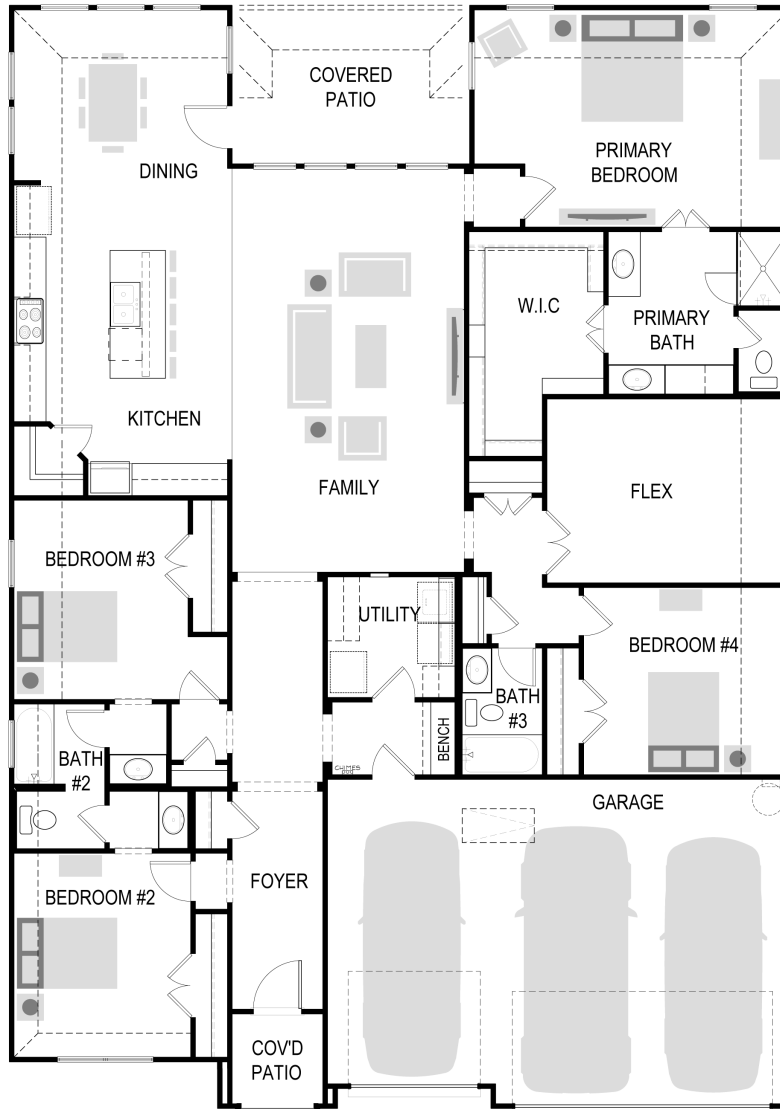 COVERED
PATIO
DINING
PRIMARY
BEDROOM
W.I.C
PRIMARY
BATH
KITCHEN
FAMILY
FLEX
BEDROOM #3
UTILITY
BEDROOM #4
BATH
#3
BENCH
BATH
#2
CHIMES
GARAGE
BEDROOM #2
FOYER
COV'D
PATIO